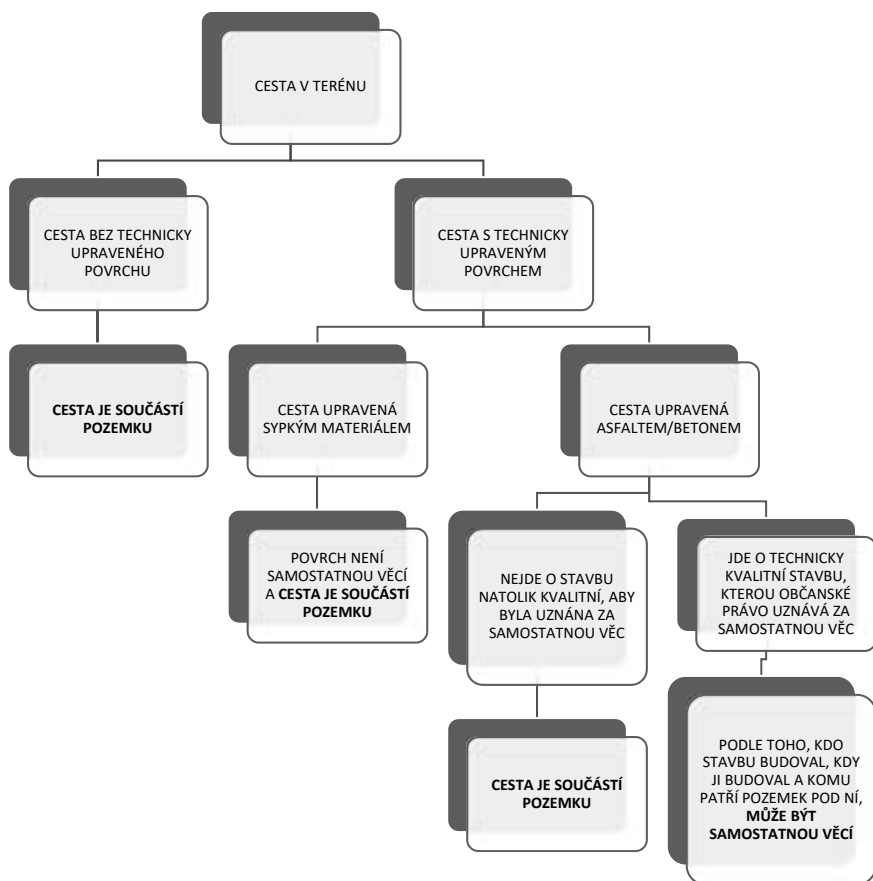 CESTA V TERÉNU
CESTA BEZ TECHNICKY
UPRAVENÉHO
POVRCHU
CESTA S TECHNICKY
UPRAVENÝM
POVRCHEM
CESTA JE SOUČÁSTÍ
POZEMKU
CESTA UPRAVENÁ
SYPKÝM MATERIÁLEM
CESTA UPRAVENÁ
ASFALTEM/BETONEM
POVRCH NENÍ
SAMOSTATNOU VĚCÍ
A CESTA JE SOUČÁSTÍ
POZEMKU
NEJDE O STAVBU
NATOLIK KVALITNÍ, ABY
BYLA UZNÁNA ZA
SAMOSTATNOU VĚC
JDE O TECHNICKY
KVALITNÍ STAVBU,
KTEROU OBČANSKÉ
PRÁVO UZNÁVÁ ZA
SAMOSTATNOU VĚC
CESTA JE SOUČÁSTÍ
POZEMKU
PODLE TOHO, KDO
STAVBU BUDOVAL, KDY
JI BUDOVAL A KOMU
PATŘÍ POZEMEK POD NÍ,
MŮŽE BÝT
SAMOSTATNOU VĚCÍ